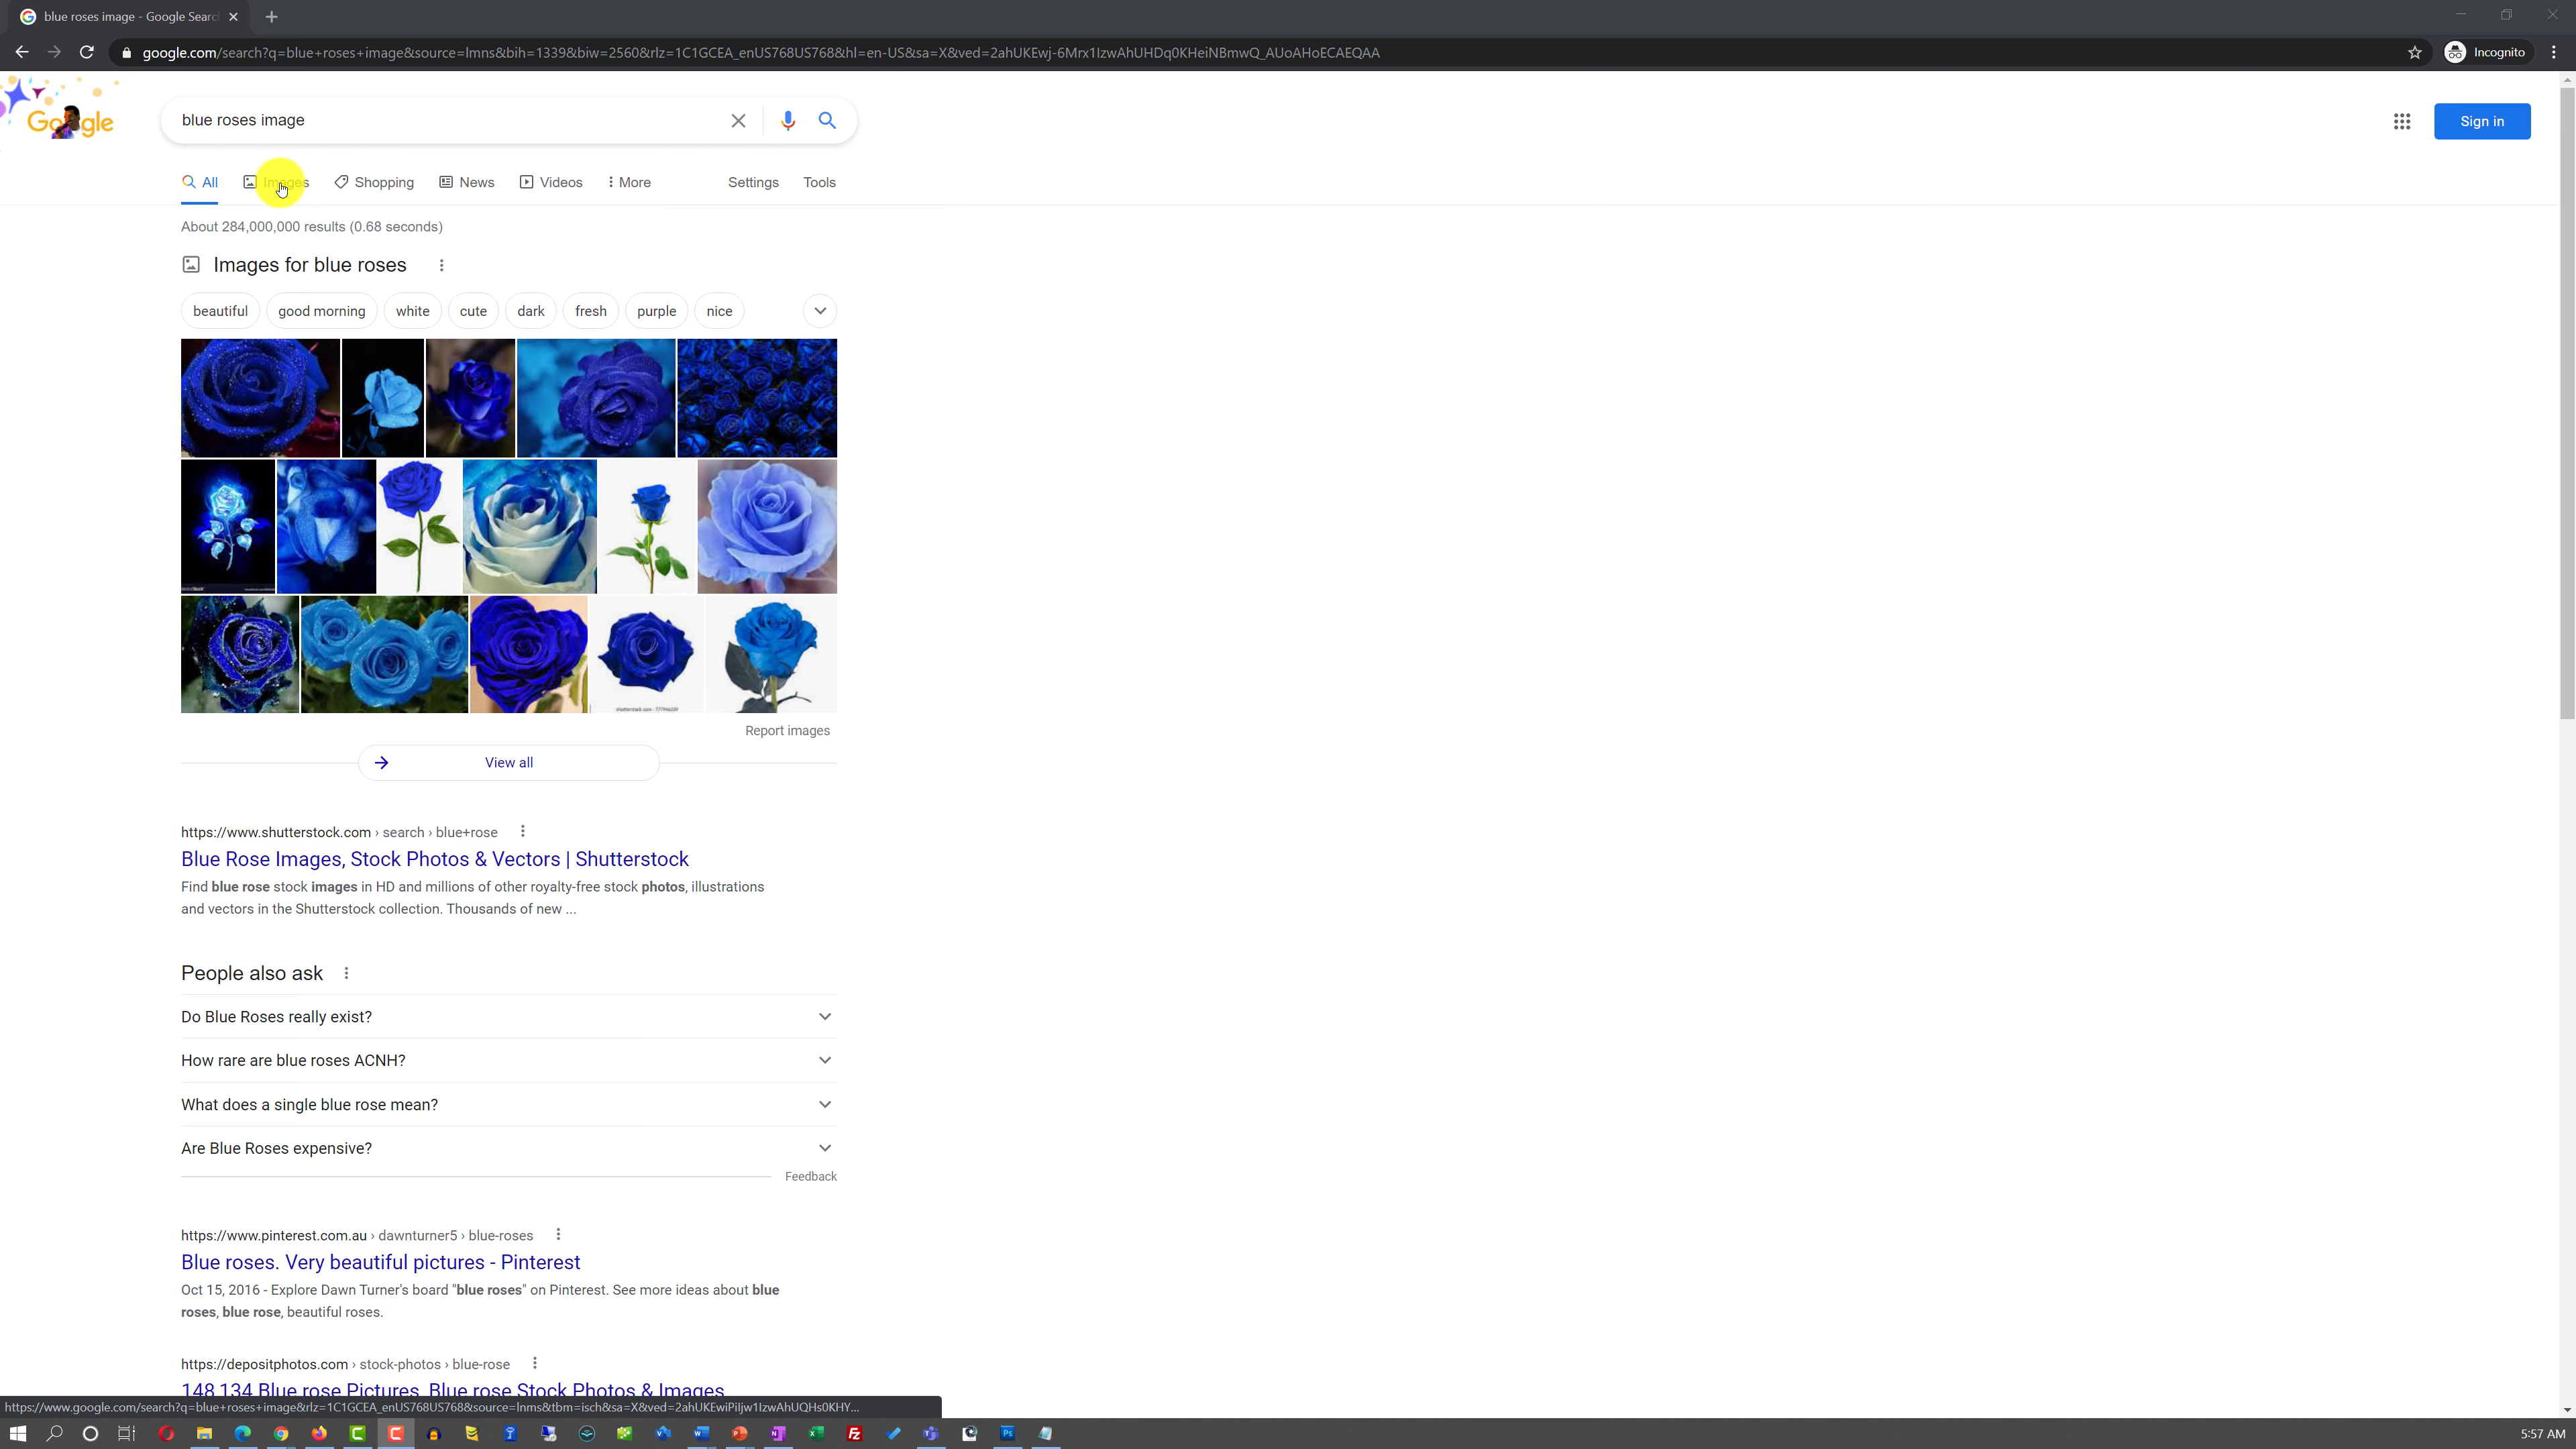 blue roses image - Google Searc
google.com/search?q=blue+roses+image&source=lmns&bih=1339&biw=2560&rlz=1C1GCEA_enUS768US768&hl=en-US&sa=X&ved=2ahUKEwj-6Mrx1IzwAhUHDq0KHeiNBmwQ_AUoAHoECAEQAA
Incognito
Google
blue roses image
Sign in
All Images Shopping News Videos More Settings Tools
About 284,000,000 results (0.68 seconds)
Images for blue roses
beautiful good morning white cute dark fresh purple nice
Report images
View all
https://www.shutterstock.com › search › blue+rose
Blue Rose Images, Stock Photos & Vectors | Shutterstock
Find blue rose stock images in HD and millions of other royalty-free stock photos, illustrations
and vectors in the Shutterstock collection. Thousands of new ...
People also ask
Do Blue Roses really exist?
How rare are blue roses ACNH?
What does a single blue rose mean?
Are Blue Roses expensive?
Feedback
https://www.pinterest.com.au › dawnturner5 › blue-roses
Blue roses. Very beautiful pictures - Pinterest
Oct 15, 2016 - Explore Dawn Turner's board "blue roses" on Pinterest. See more ideas about blue
roses, blue rose, beautiful roses.
https://depositphotos.com › stock-photos › blue-rose
148 134 Blue rose Pictures, Blue rose Stock Photos & Images
https://www.google.com/search?q=blue+roses+image&rlz=1C1GCEA_enUS768US768&source=lnms&tbm=isch&sa=X&ved=2ahUKEwiPiljw1IzwAhUQHs0KHY...
5:57 AM